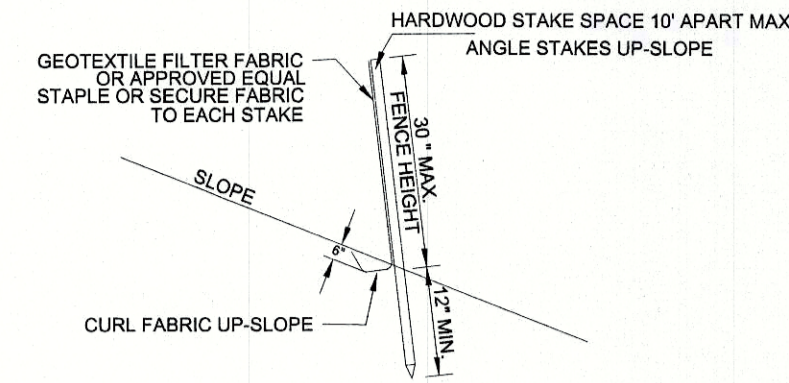 HARDWOOD STAKE SPACE 10' APART MAX
ANGLE STAKES UP-SLOPE
GEOTEXTILE FILTER FABRIC
OR APPROVED EQUAL
STAPLE OR SECURE FABRIC
TO EACH STAKE
30" MAX.
FENCE HEIGHT
SLOPE
6"
12" MIN.
CURL FABRIC UP-SLOPE